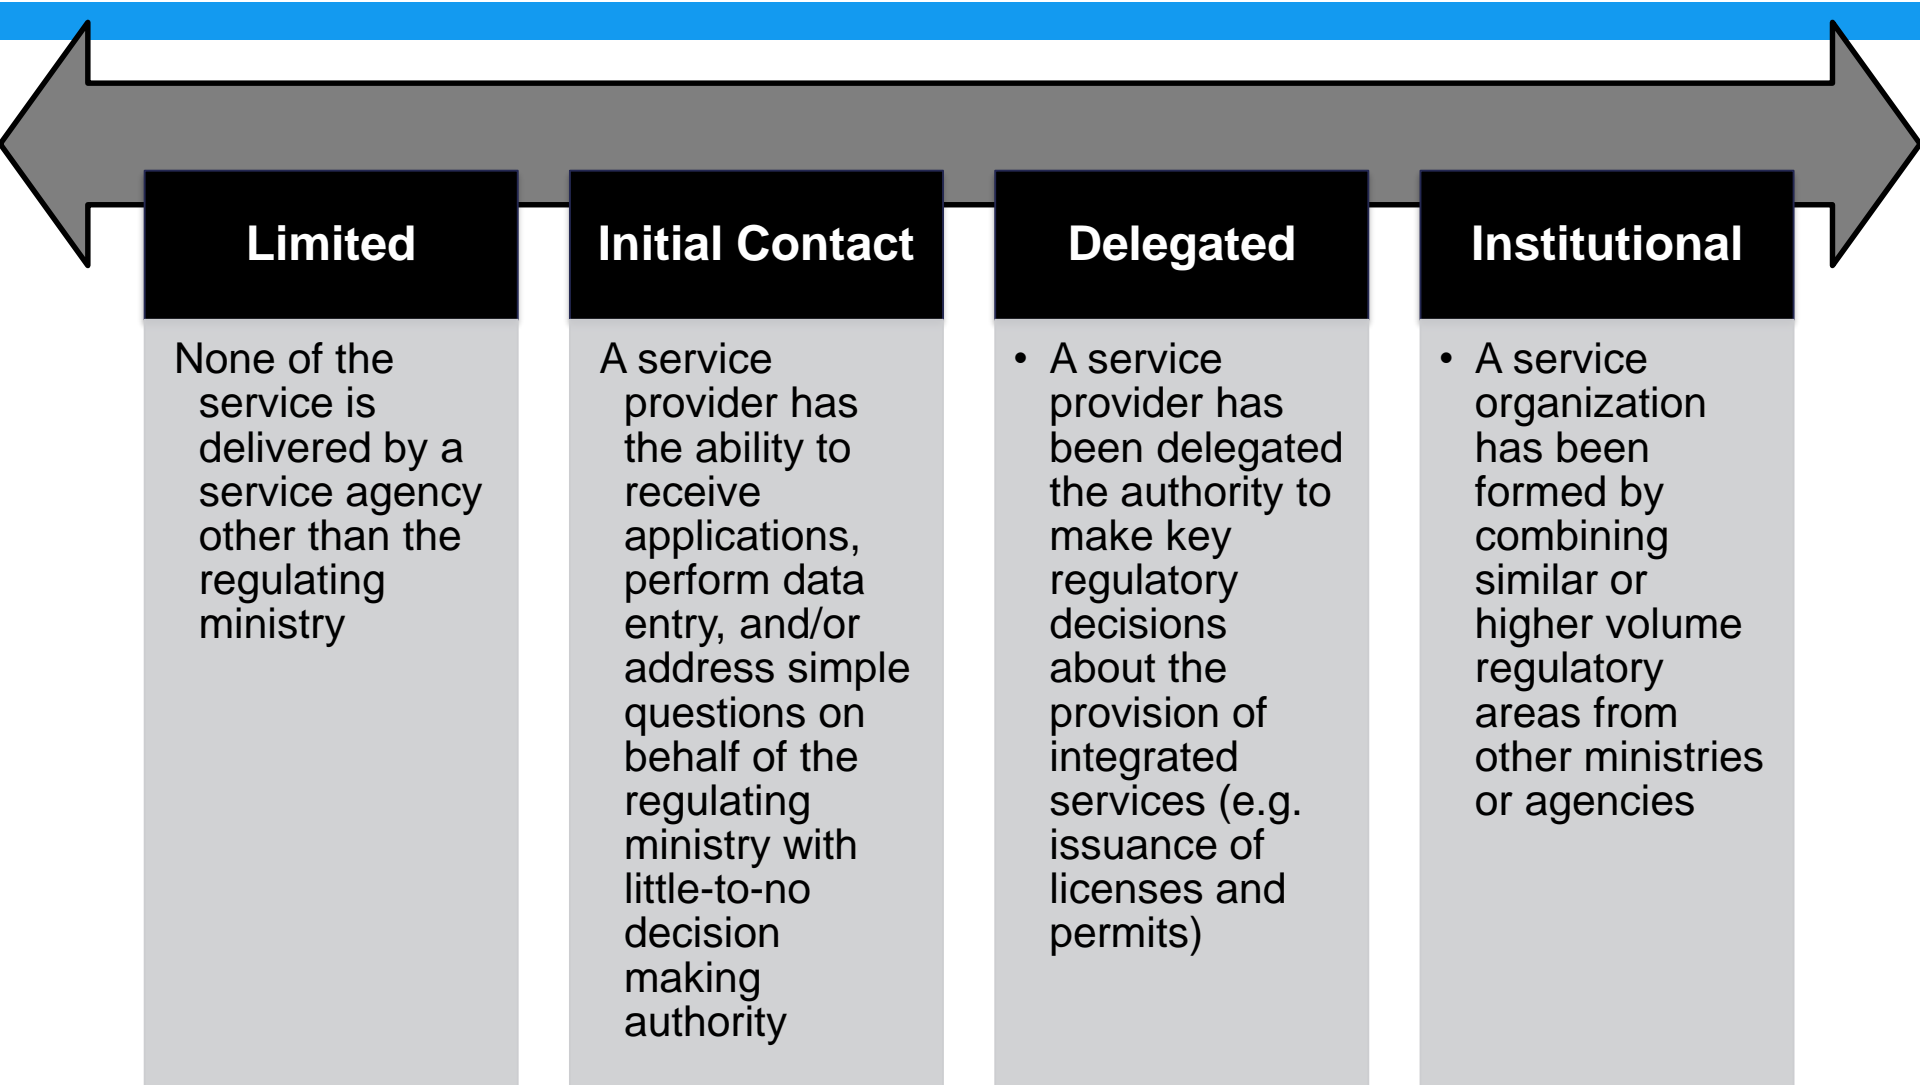 Limited
None of the
service is
delivered by a
service agency
other than the
regulating
ministry
Initial Contact
A service
provider has
the ability to
receive
applications,
perform data
entry, and/or
address simple
questions on
behalf of the
regulating
ministry with
little-to-no
decision
making
authority
Delegated
• A service
provider has
been delegated
the authority to
make key
regulatory
decisions
about the
provision of
integrated
services (e.g.
issuance of
licenses and
permits)
Institutional
• A service
organization
has been
formed by
combining
similar or
higher volume
regulatory
areas from
other ministries
or agencies